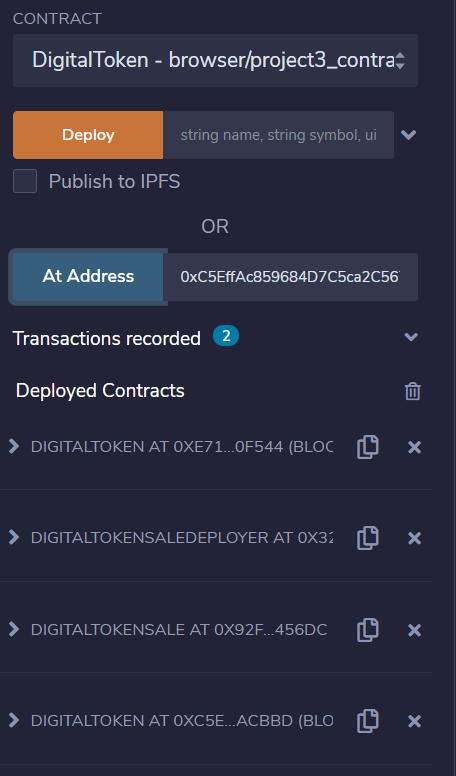 CONTRACT
DigitalToken - browser/project3_contra
Deploy string name, string symbol, ui
Publish to IPFS
OR
At Address 0xC5EffAc859684D7C5ca2C56
Transactions recorded 2
Deployed Contracts
DIGITALTOKEN AT 0XE71...0F544 (BLOC
DIGITALTOKENSALEDEPLOYER AT 0X32
DIGITALTOKENSALE AT 0X92F...456DC
DIGITALTOKEN AT 0XC5E...ACBBD (BLO